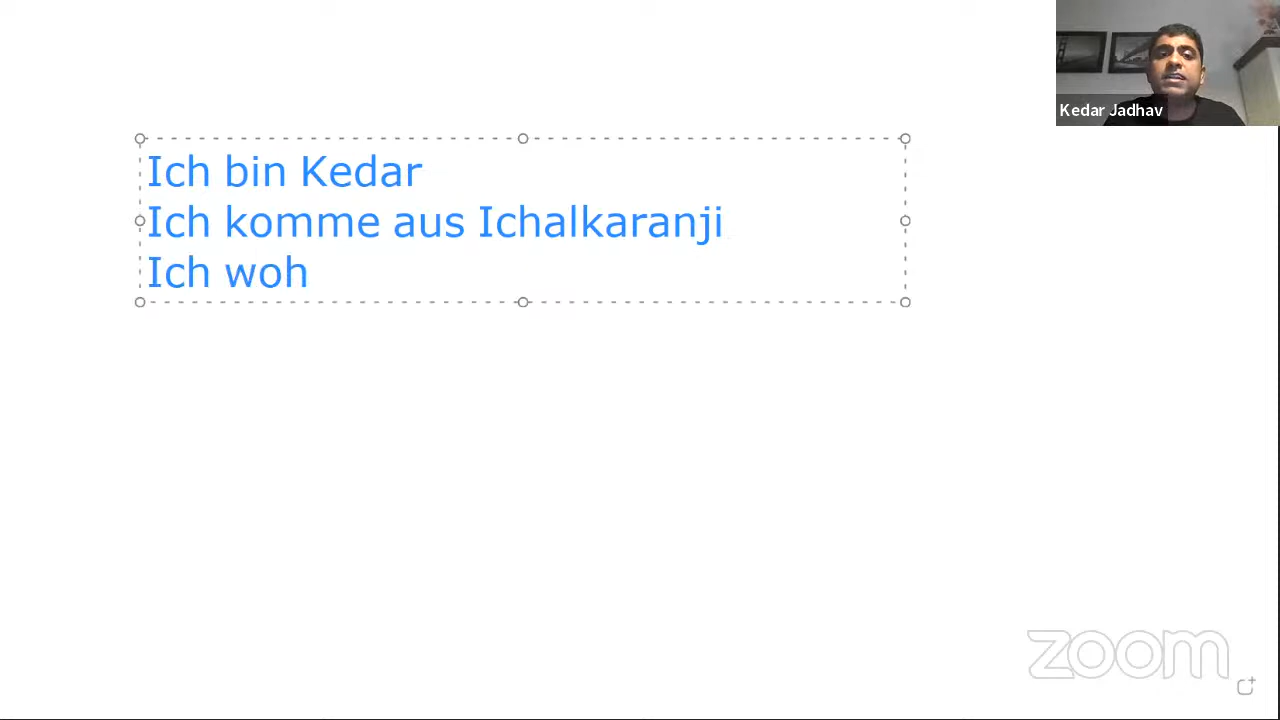 Kedar Jadhav
Ich bin Kedar
Ich komme aus Ichalkaranji
Ich woh
zoom